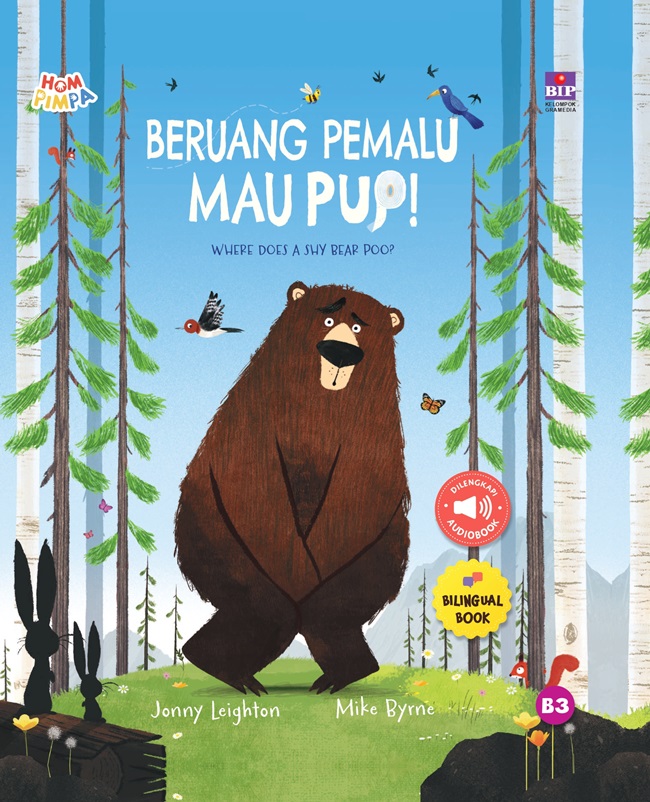 HOM
PIMPA
BIP
KELOMPOK
GRAMEDIA
BERUANG PEMALU
MAU PUP!
WHERE DOES A SHY BEAR POO?
DILENGKAPI
AUDIOBOOK
BILINGUAL
BOOK
B3
Jonny Leighton
Mike Byrne